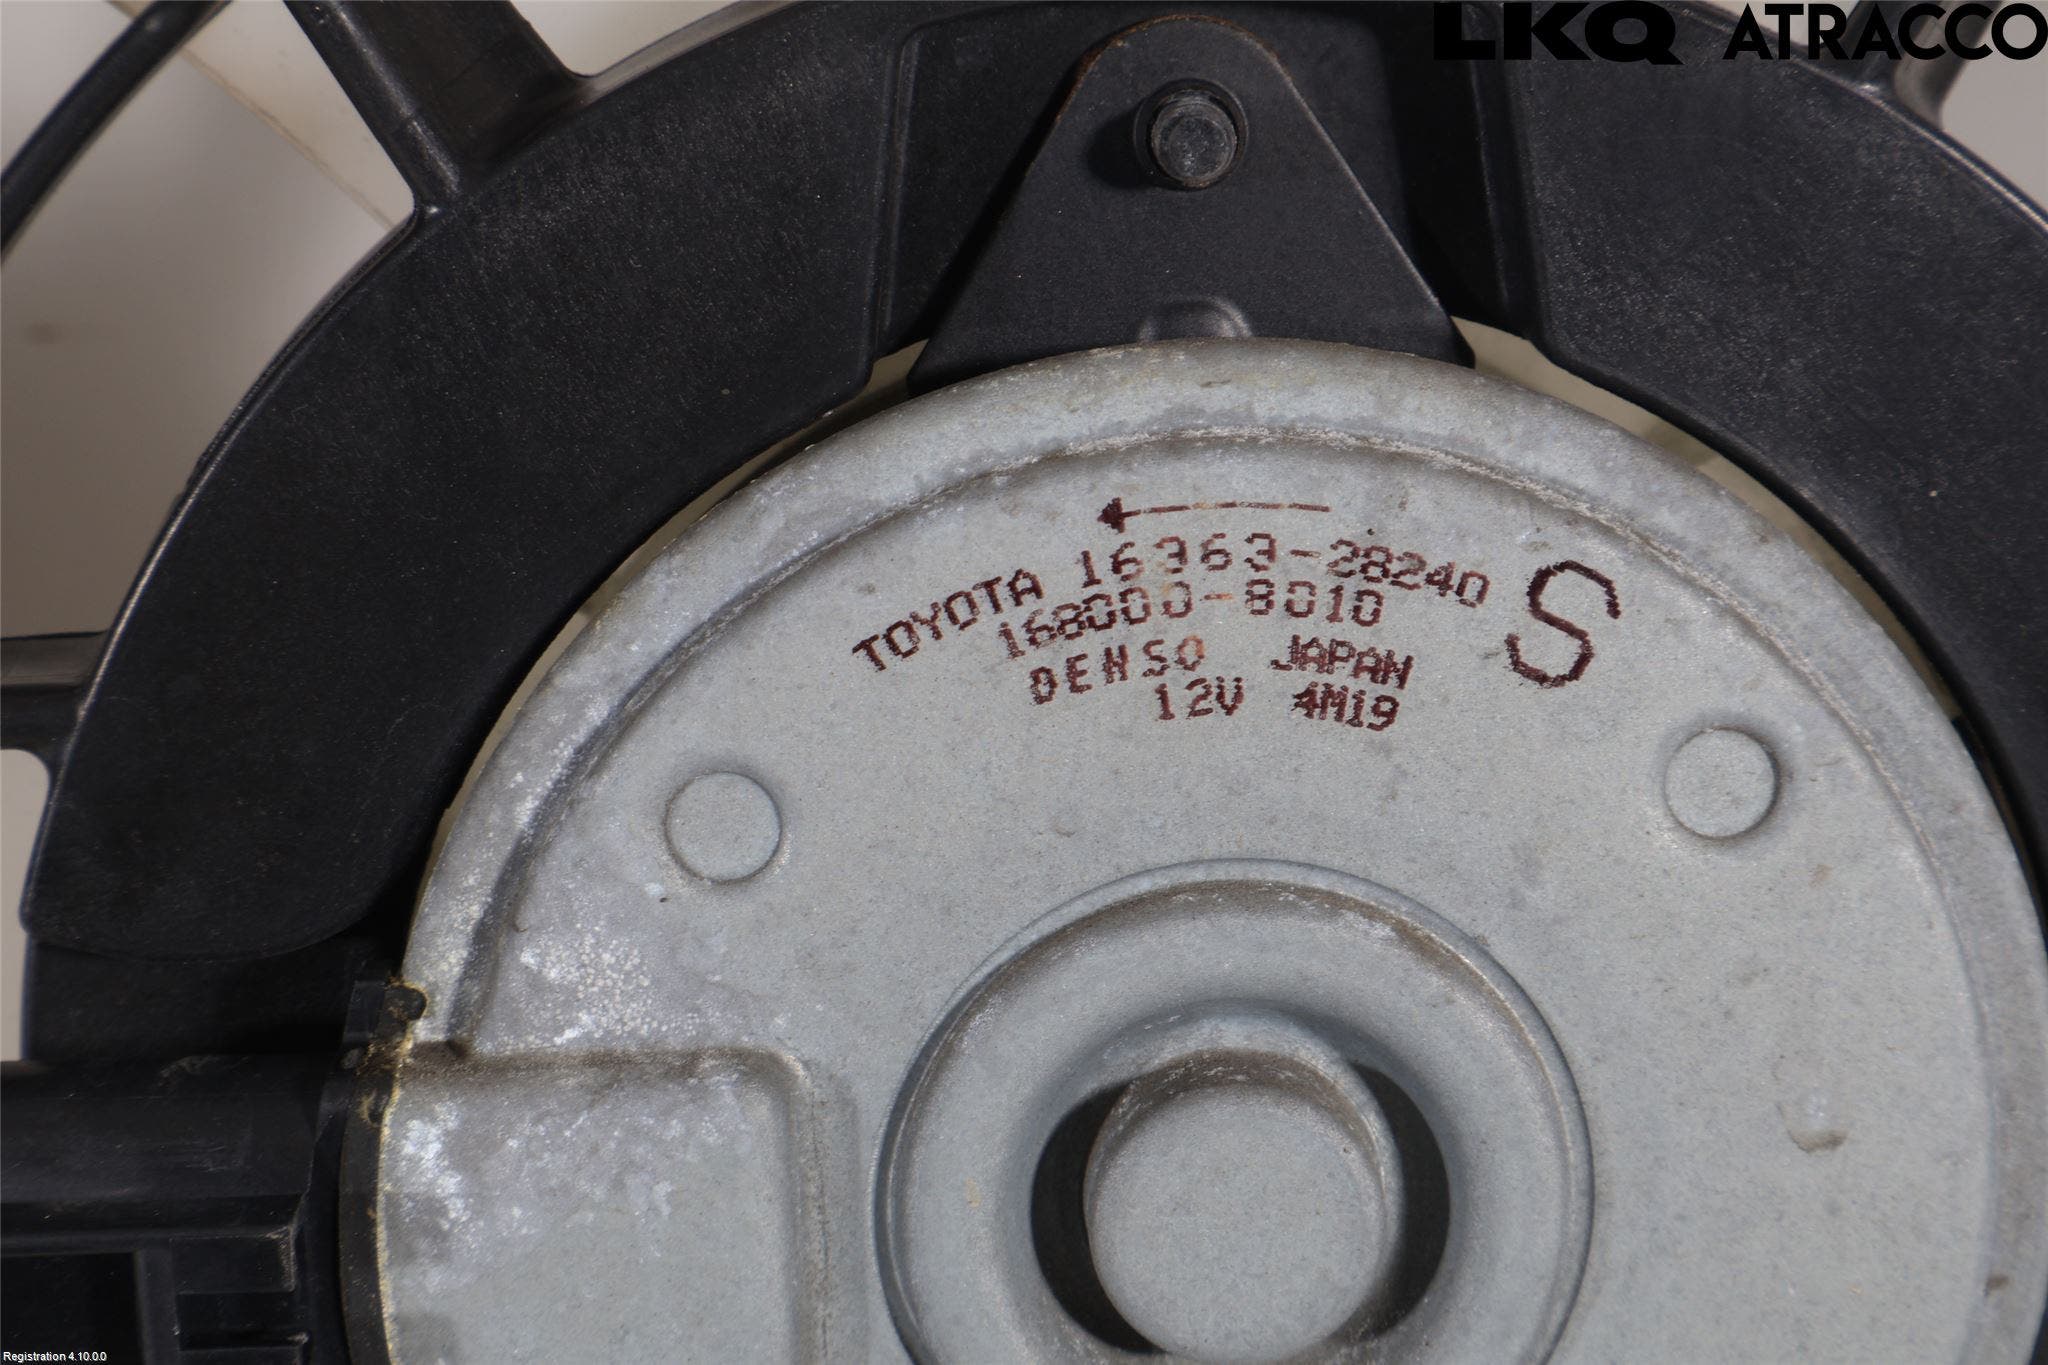 LKQ ATRACCO
TOYOTA 16363-28240 S
168000-8010
DENSO JAPAN
12V 4M19
Registration 4.10.0.0